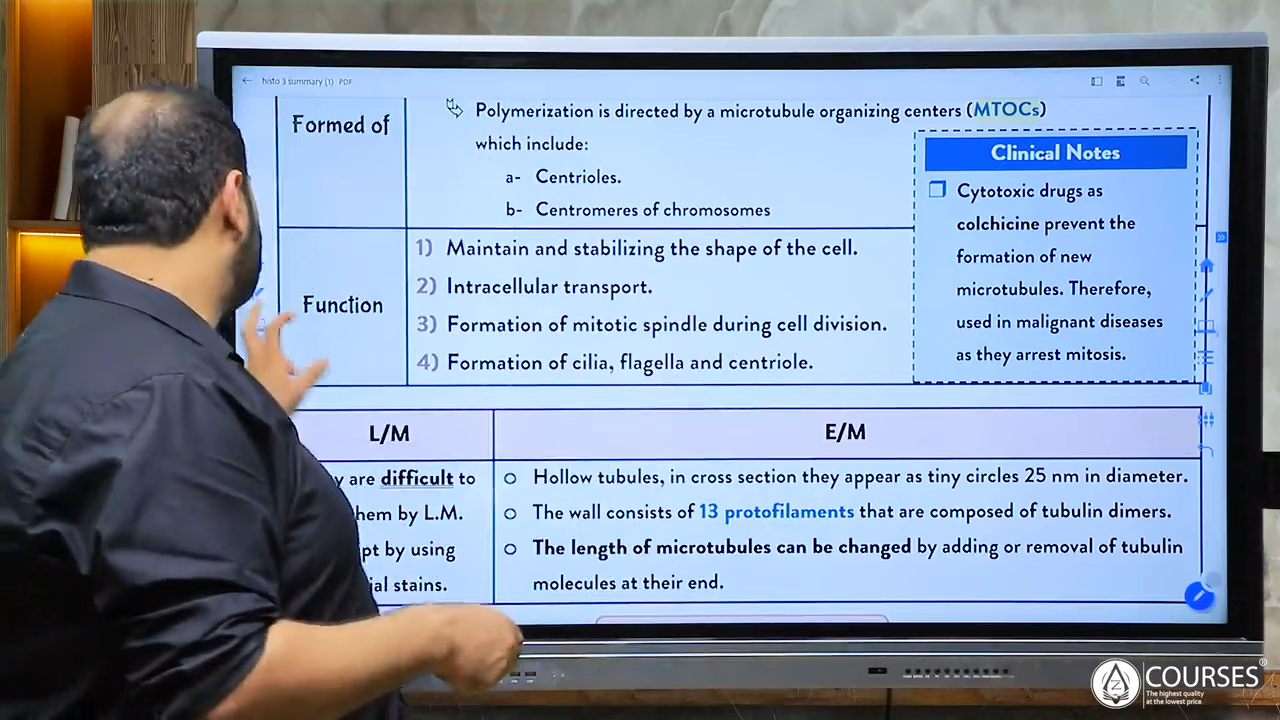 histo 3 summary (1) PDF
Formed of
Polymerization is directed by a microtubule organizing centers (MTOCs)
which include:
a- Centrioles.
b- Centromeres of chromosomes
Clinical Notes
Cytotoxic drugs as
colchicine prevent the
formation of new
microtubules. Therefore,
used in malignant diseases
as they arrest mitosis.
Function
1) Maintain and stabilizing the shape of the cell.
2) Intracellular transport.
3) Formation of mitotic spindle during cell division.
4) Formation of cilia, flagella and centriole.
L/M
y are difficult to
hem by L.M.
pt by using
ial stains.
E/M
Hollow tubules, in cross section they appear as tiny circles 25 nm in diameter.
The wall consists of 13 protofilaments that are composed of tubulin dimers.
The length of microtubules can be changed by adding or removal of tubulin
molecules at their end.
COURSES®
The highest quality
at the lowest price